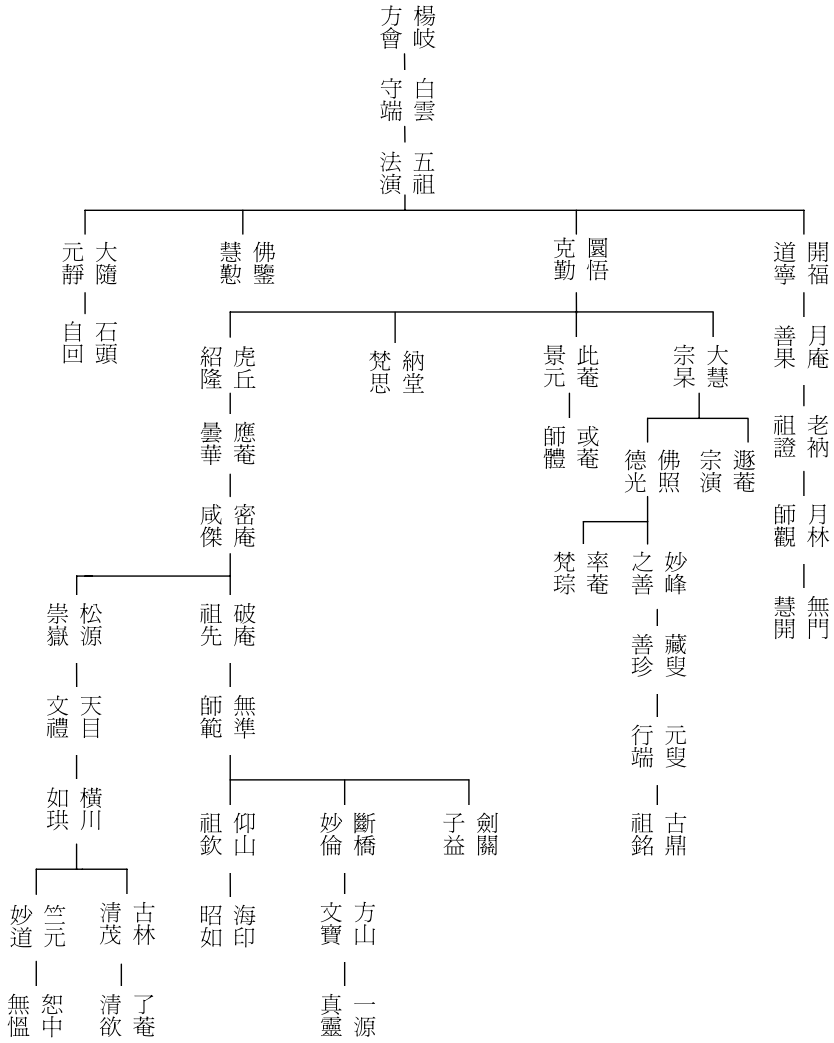 楊岐方會
白雲守端
五祖法演
開福道寧
圜悟克勤
佛鑒慧懃
大隨元靜
月庵善果
大慧宗杲
此菴景元
納堂梵思
虎丘紹隆
石頭自回
老衲祖證
遯菴宗演
佛照德光
或菴師體
應菴曇華
月林師觀
妙峰之善
率菴梵琮
密庵咸傑
無門慧開
藏叟善珍
破庵祖先
松源崇嶽
元叟行端
無準師範
天目文禮
古鼎祖銘
劍關子益
斷橋妙倫
仰山祖欽
橫川如珙
方山文寶
海印昭如
古林清茂
竺元妙道
一源真靈
了菴清欲
恕中無慍